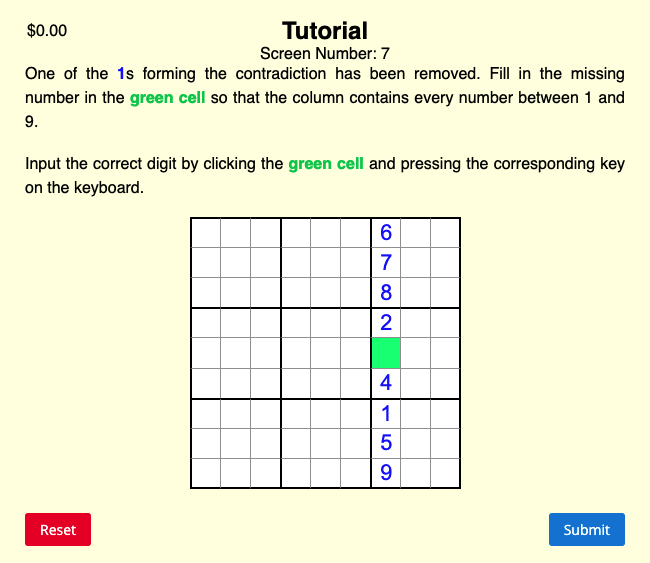 $0.00
Tutorial
Screen Number: 7
One of the 1s forming the contradiction has been removed. Fill in the missing
number in the green cell so that the column contains every number between 1 and
9.
Input the correct digit by clicking the green cell and pressing the corresponding key
on the keyboard.
6
7
8
2
4
1
5
9
Reset
Submit